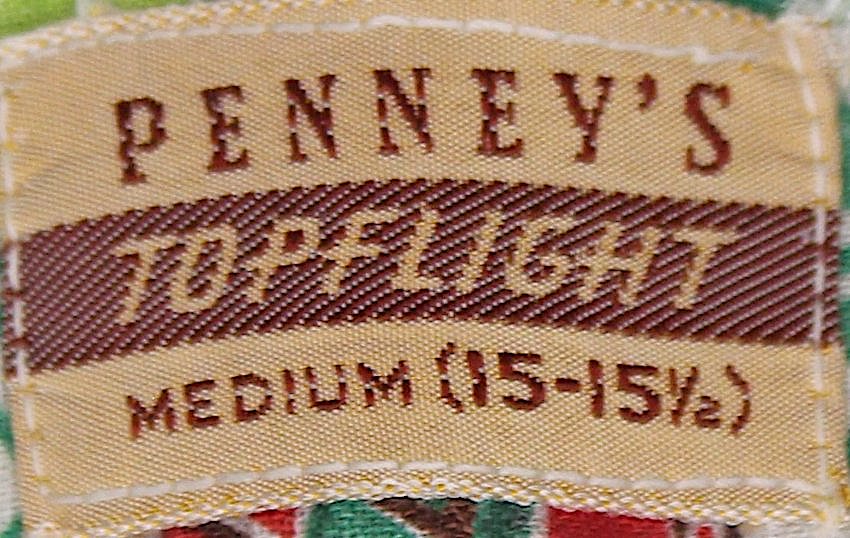 PENNEY'S
TOPFLIGHT
MEDIUM (15-15½)